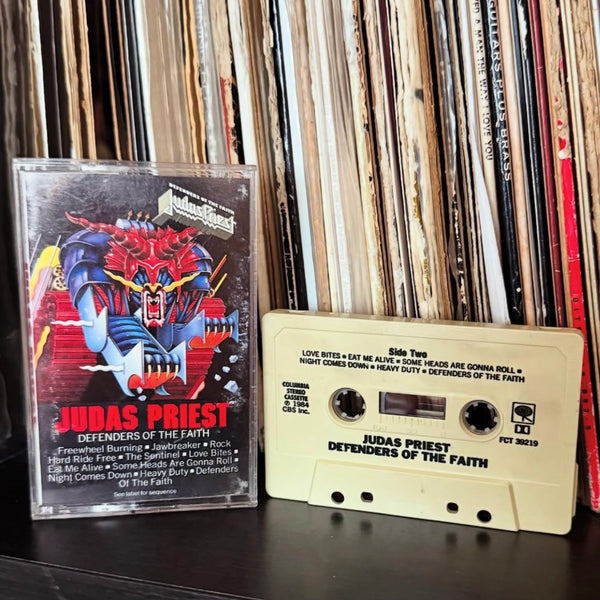 DEFENDERS OF THE FAITH
Judas Priest
JUDAS PRIEST
DEFENDERS OF THE FAITH
Freewheel Burning ■ Jawbreaker ■ Rock
Hard Ride Free ■ The Sentinel ■ Love Bites ■
Eat Me Alive ■ Some Heads Are Gonna Roll ■
Night Comes Down ■ Heavy Duty ■ Defenders
Of The Faith
See label for sequence
Side Two
LOVE BITES ■ EAT ME ALIVE ■ SOME HEADS ARE GONNA ROLL ■
NIGHT COMES DOWN ■ HEAVY DUTY ■ DEFENDERS OF THE FAITH
COLUMBIA
STEREO
CASSETTE
℗ 1984
CBS Inc.
FCT 39219
JUDAS PRIEST
DEFENDERS OF THE FAITH
A MAN THE WAY I LOVE YOU
GUITARS PLUS BRASS